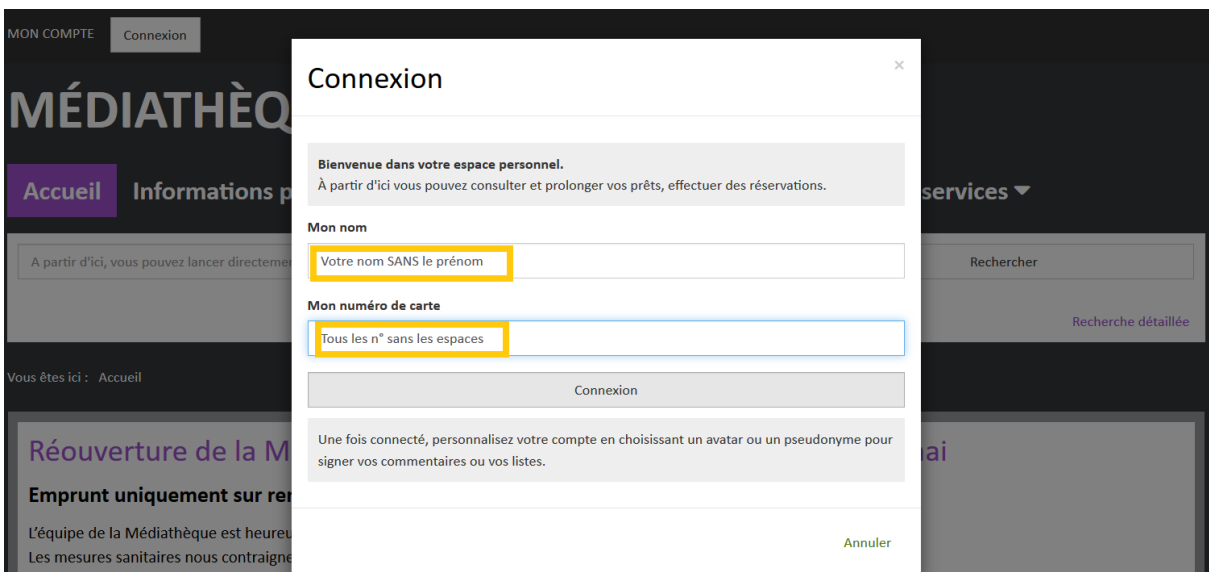 MON COMPTE Connexion
MÉDIATHÈQ
Accueil Informations p services
A partir d'ici, vous pouvez lancer directeme Rechercher
Recherche détaillée
Vous êtes ici : Accueil
Réouverture de la M ai
Emprunt uniquement sur re
L'équipe de la Médiathèque est heureu
Les mesures sanitaires nous contraigne
Connexion
×
Bienvenue dans votre espace personnel.
À partir d'ici vous pouvez consulter et prolonger vos prêts, effectuer des réservations.
Mon nom
Votre nom SANS le prénom
Mon numéro de carte
Tous les n° sans les espaces
Connexion
Une fois connecté, personnalisez votre compte en choisissant un avatar ou un pseudonyme pour
signer vos commentaires ou vos listes.
Annuler